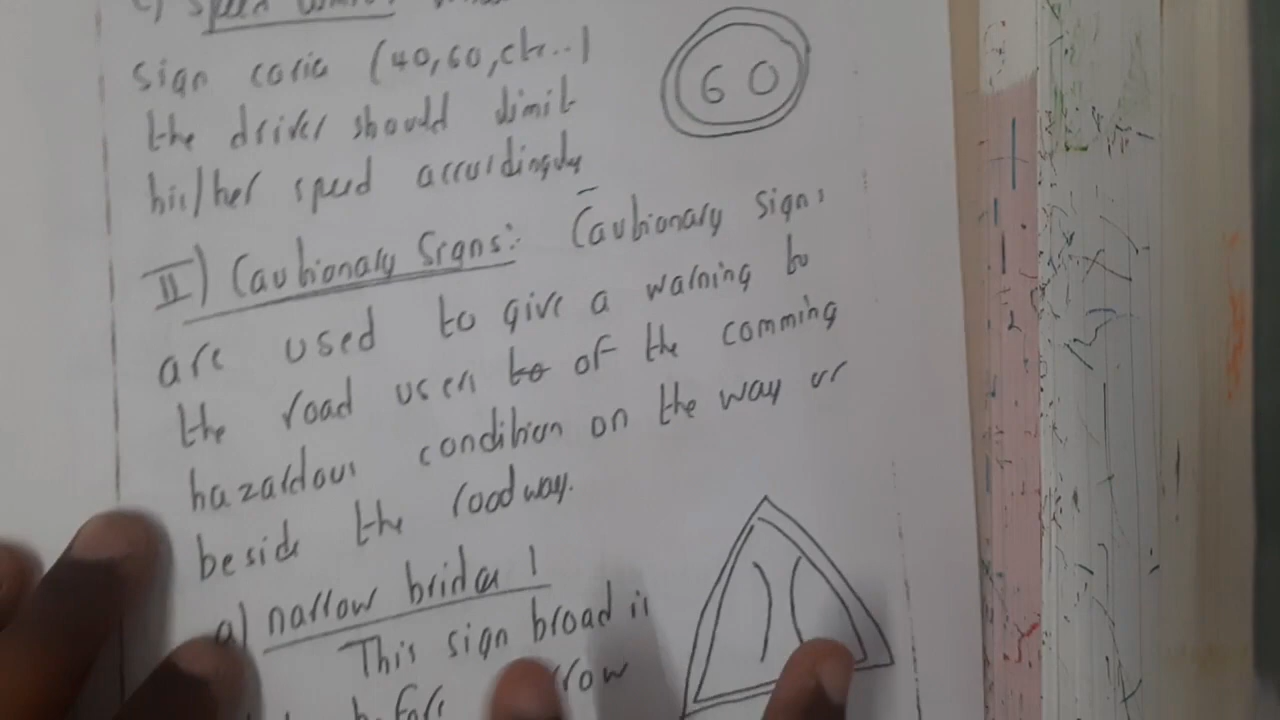 c) speed
sign (40,60,etc..)
60
the driver should limit
his/her speed accordingly
II) Cautionary Signs:- Cautionary signs
are used to give a warning to
the road users to of the comming
hazardous condition on the way or
beside the roadway.
a) narrow bridge !
This sign broad is